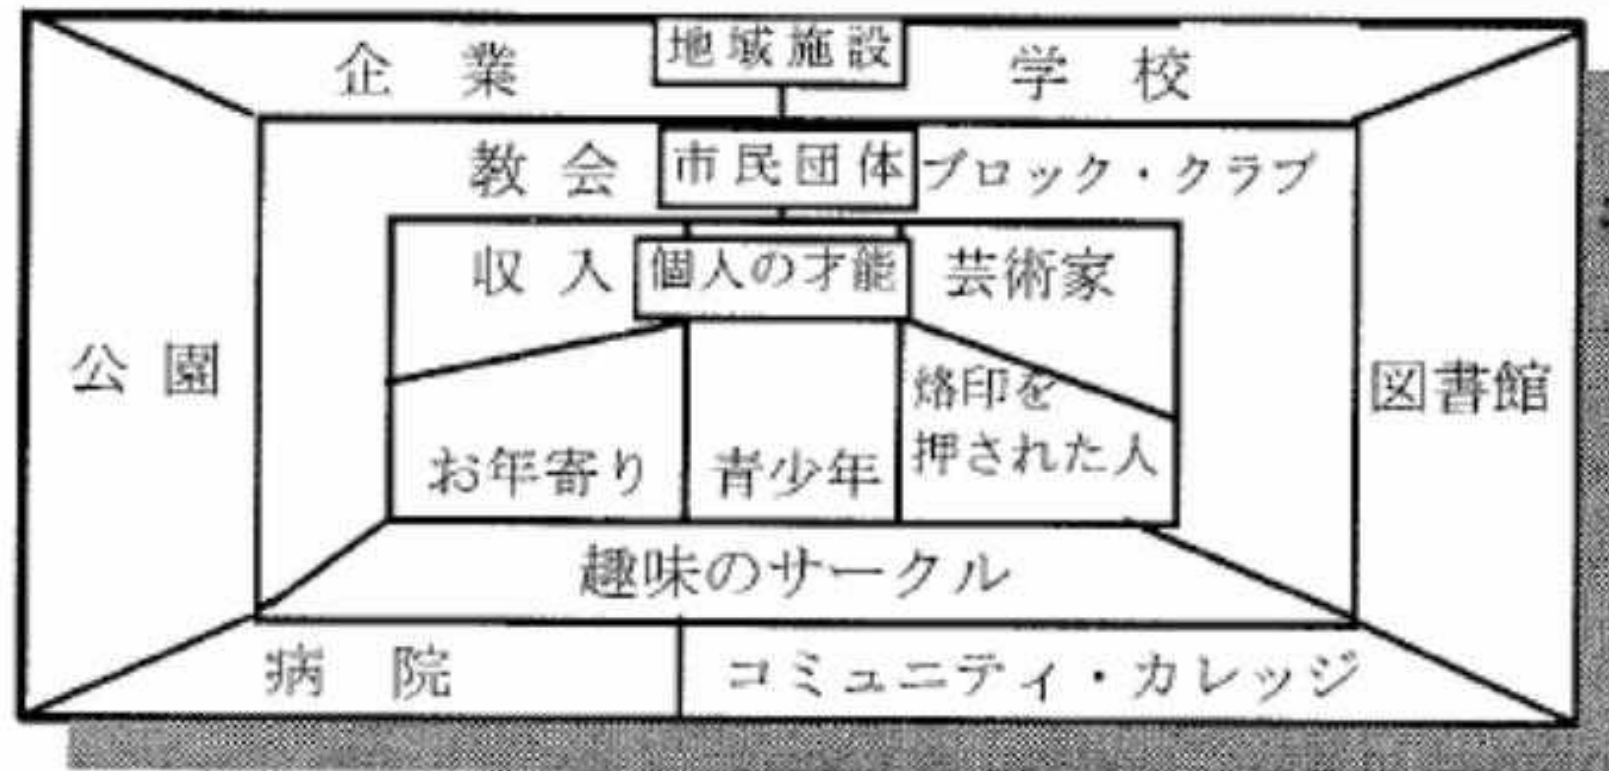 地域施設
企業
学校
教会
市民団体
ブロック・クラブ
収入
個人の才能
芸術家
公園
図書館
烙印を
押された人
お年寄り
青少年
趣味のサークル
病院
コミュニティ・カレッジ